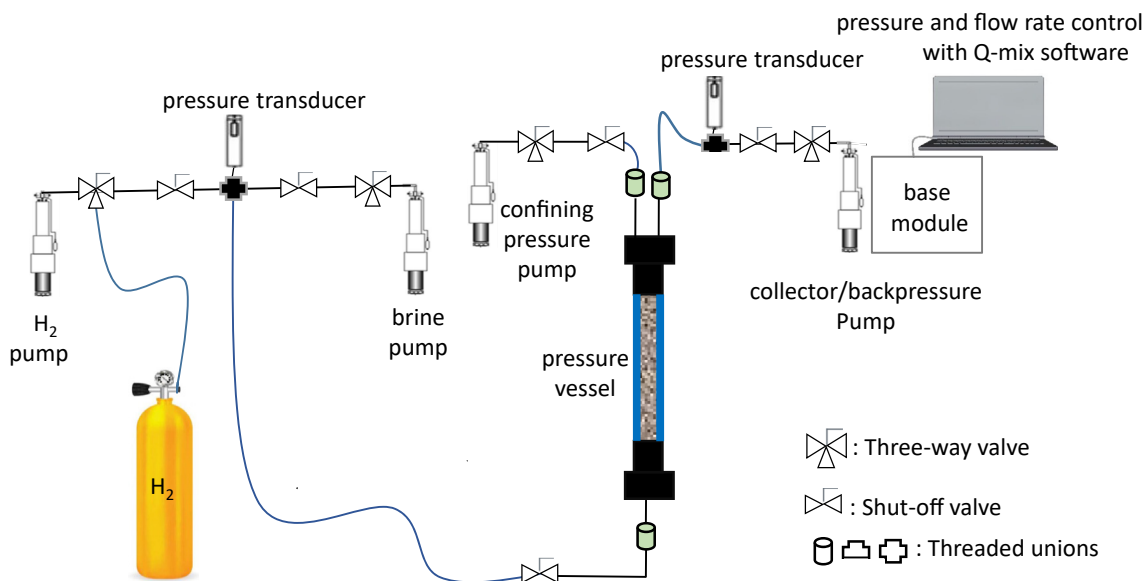 pressure and flow rate control
with Q-mix software
pressure transducer
pressure transducer
H₂
pump
brine
pump
confining
pressure
pump
base
module
collector/backpressure
Pump
pressure
vessel
H₂
: Three-way valve
: Shut-off valve
: Threaded unions